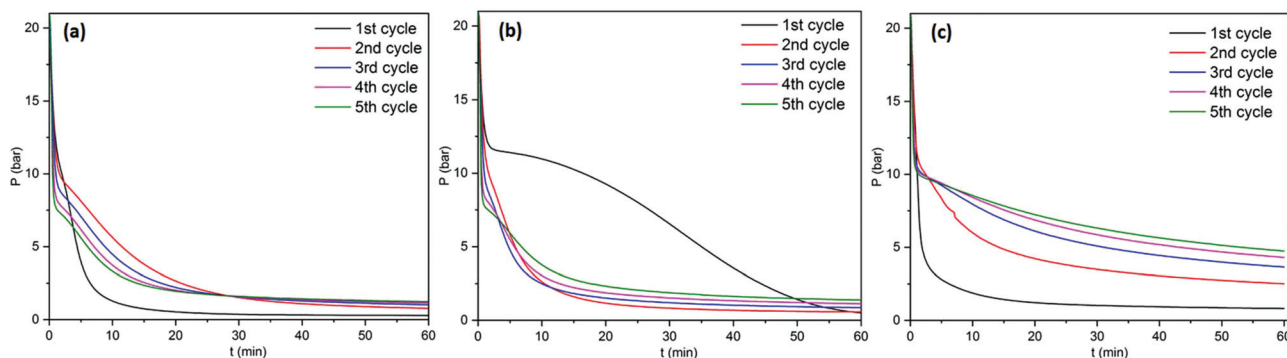 (a)
1st cycle
2nd cycle
3rd cycle
4th cycle
5th cycle
P (bar)
20
15
10
5
0
0 10 20 30 40 50 60
t (min)
(b)
1st cycle
2nd cycle
3rd cycle
4th cycle
5th cycle
P (bar)
20
15
10
5
0
0 10 20 30 40 50 60
t (min)
(c)
1st cycle
2nd cycle
3rd cycle
4th cycle
5th cycle
P (bar)
20
15
10
5
0
0 10 20 30 40 50 60
t (min)